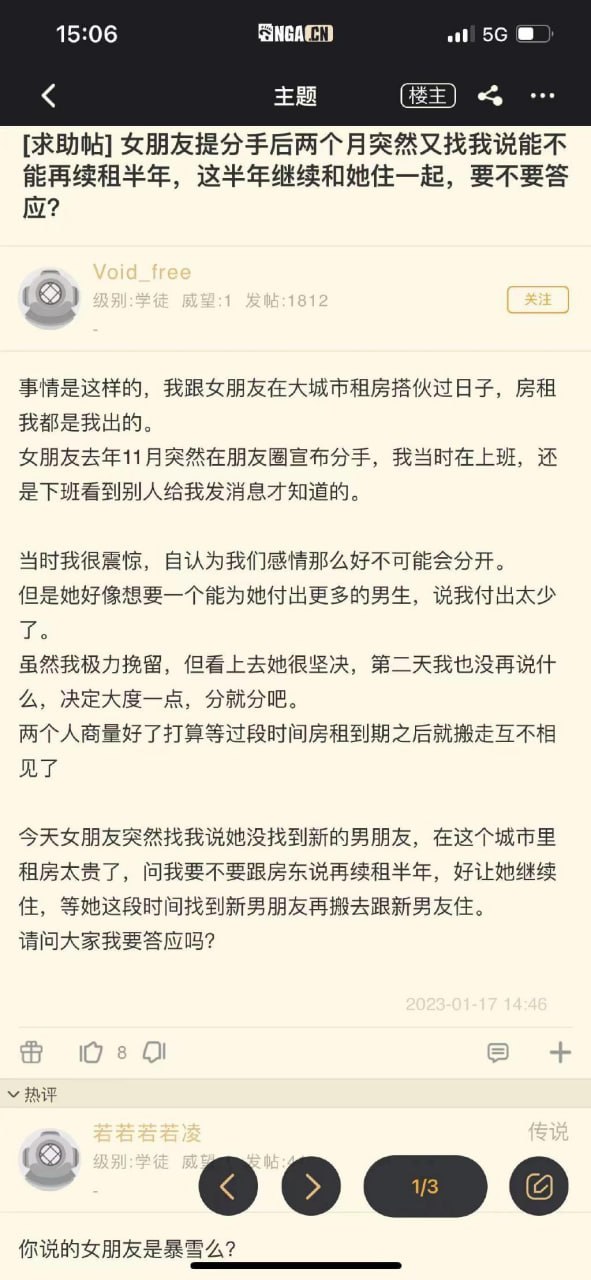 15:06
NGA.CN
5G
主题
楼主
[求助帖] 女朋友提分手后两个月突然又找我说能不
能再续租半年，这半年继续和她住一起，要不要答
应？
Void_free
级别:学徒 威望:1 发帖:1812
-
关注
事情是这样的，我跟女朋友在大城市租房搭伙过日子，房租
我都是我出的。
女朋友去年11月突然在朋友圈宣布分手，我当时在上班，还
是下班看到别人给我发消息才知道的。
当时我很震惊，自认为我们感情那么好不可能会分开。
但是她好像想要一个能为她付出更多的男生，说我付出太少
了。
虽然我极力挽留，但看上去她很坚决，第二天我也没再说什
么，决定大度一点，分就分吧。
两个人商量好了打算等过段时间房租到期之后就搬走互不相
见了
今天女朋友突然找我说她没找到新的男朋友，在这个城市里
租房太贵了，问我要不要跟房东说再续租半年，好让她继续
住，等她这段时间找到新男朋友再搬去跟新男友住。
请问大家我要答应吗？
2023-01-17 14:46
8
热评
若若若若凌
传说
级别:学徒 威望 发帖:4
-
1/3
你说的女朋友是暴雪么？